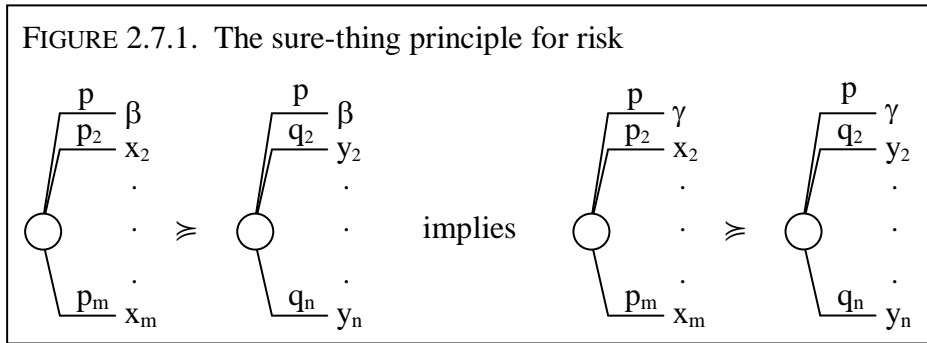 FIGURE 2.7.1. The sure-thing principle for risk
p β p β p γ p γ
p₂ x₂ q₂ y₂ p₂ x₂ q₂ y₂
. . . .
≽ . . implies . ≽ .
. . . .
pₘ xₘ qₙ yₙ pₘ xₘ qₙ yₙ